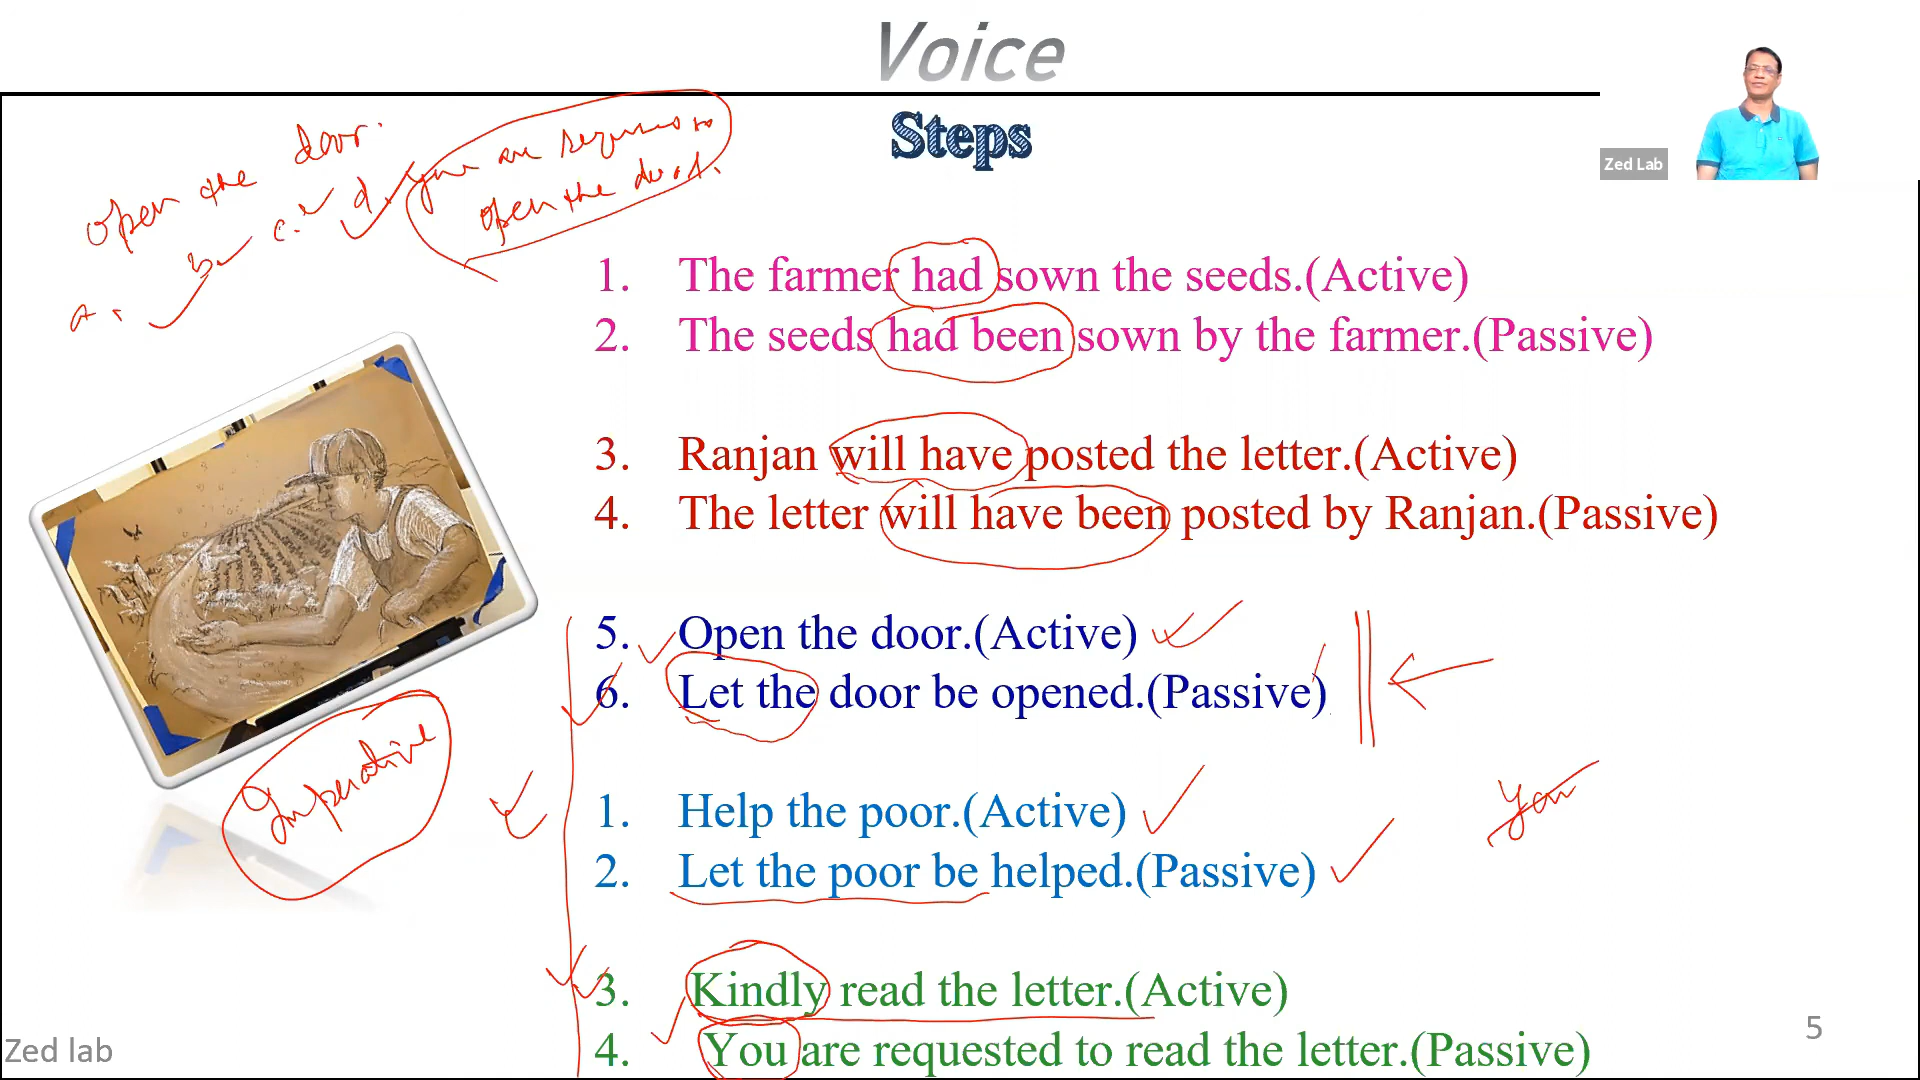 Voice
Steps
Zed Lab
open the door.
a.
b.
c.
d. You are requested to
open the door.
1. The farmer had sown the seeds.(Active)
2. The seeds had been sown by the farmer.(Passive)
3. Ranjan will have posted the letter.(Active)
4. The letter will have been posted by Ranjan.(Passive)
5. Open the door.(Active)
6. Let the door be opened.(Passive)
Imperative
1. Help the poor.(Active)
2. Let the poor be helped.(Passive)
You
3. Kindly read the letter.(Active)
4. You are requested to read the letter.(Passive)
Zed lab
5